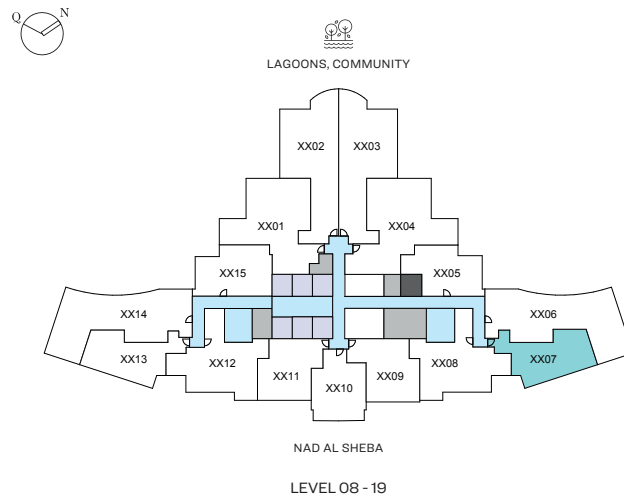 Q N
LAGOONS, COMMUNITY
XX02 XX03
XX01 XX04
XX15 XX05
XX14 XX06
XX13 XX12 XX11 XX10 XX09 XX08 XX07
NAD AL SHEBA
LEVEL 08 - 19